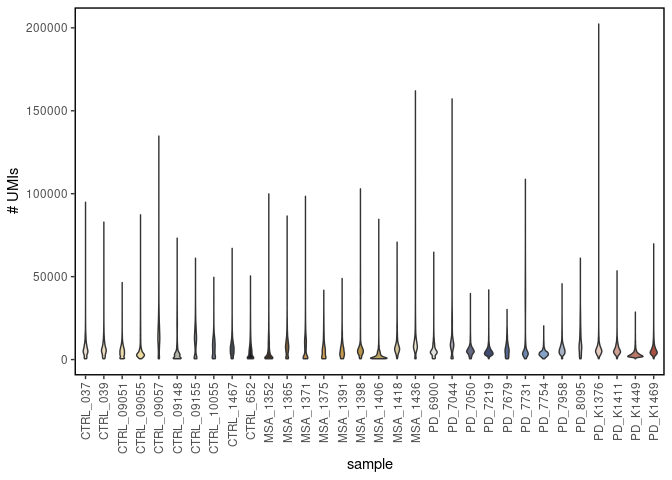 200000
150000
100000
50000
0
# UMIs
CTRL_037
CTRL_039
CTRL_09051
CTRL_09055
CTRL_09057
CTRL_09148
CTRL_09155
CTRL_10055
CTRL_1467
CTRL_652
MSA_1352
MSA_1365
MSA_1371
MSA_1375
MSA_1391
MSA_1398
MSA_1406
MSA_1418
MSA_1436
PD_6900
PD_7044
PD_7050
PD_7219
PD_7679
PD_7731
PD_7754
PD_7958
PD_8095
PD_K1376
PD_K1411
PD_K1449
PD_K1469
sample